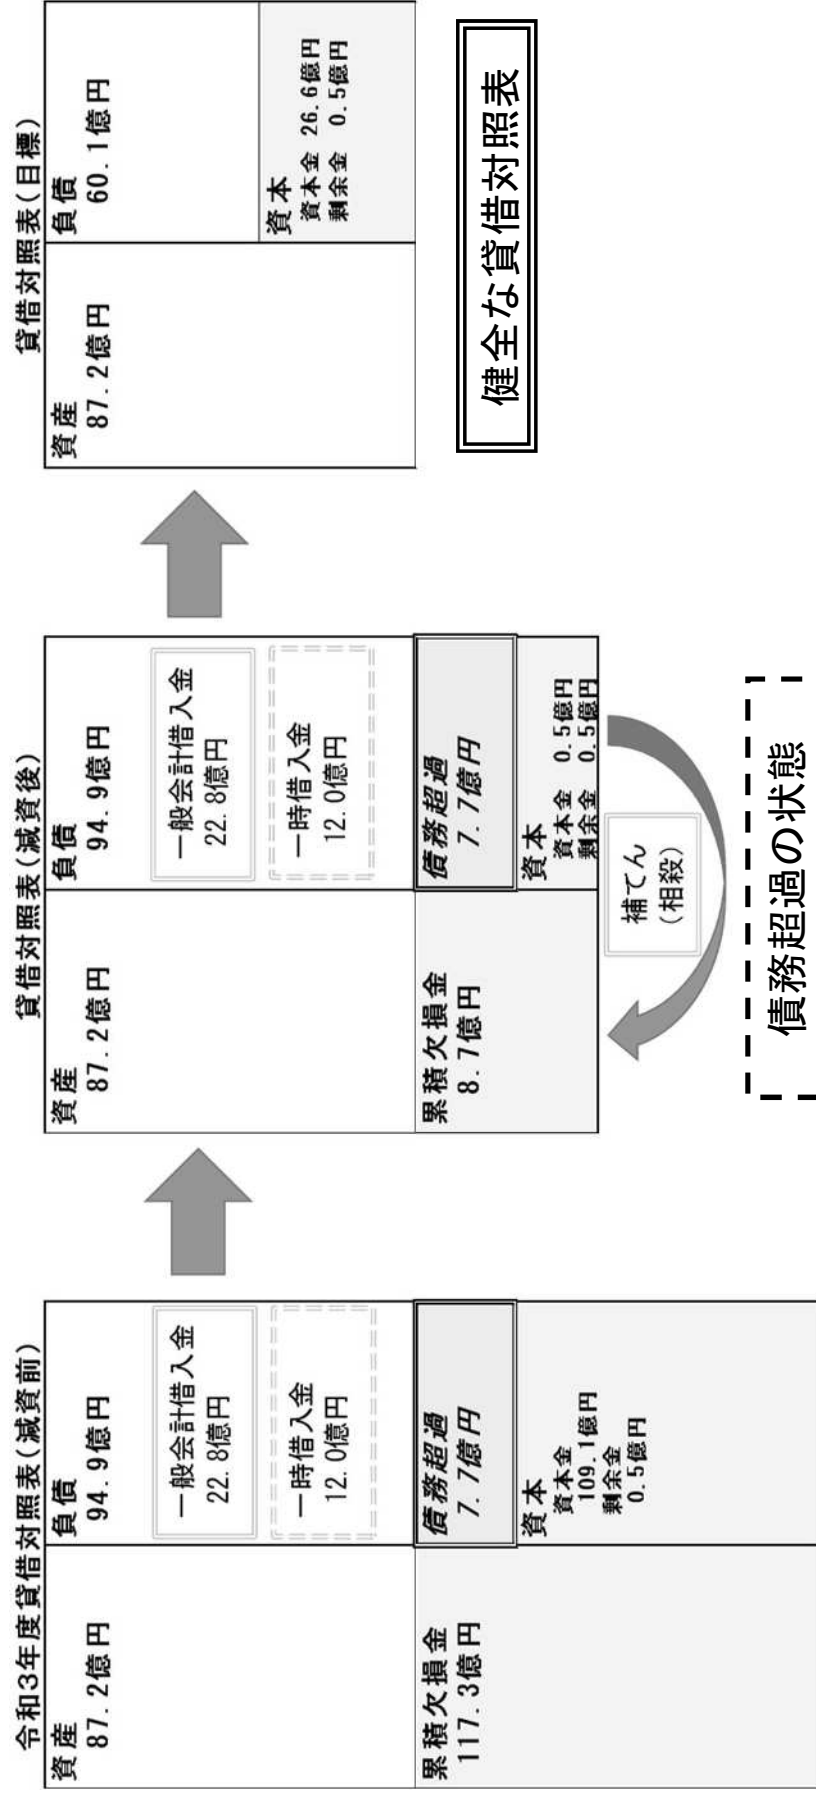 令和3年度貸借対照表(減資前)
資産
87.2億円
累積欠損金
117.3億円
負債
94.9億円
一般会計借入金
22.8億円
一時借入金
12.0億円
債務超過
7.7億円
資本
資本金
109.1億円
剰余金
0.5億円
貸借対照表(減資後)
資産
87.2億円
累積欠損金
8.7億円
負債
94.9億円
一般会計借入金
22.8億円
一時借入金
12.0億円
債務超過
7.7億円
資本
資本金 0.5億円
剰余金 0.5億円
補てん
(相殺)
債務超過の状態
貸借対照表(目標)
資産
87.2億円
負債
60.1億円
資本
資本金 26.6億円
剰余金 0.5億円
健全な貸借対照表